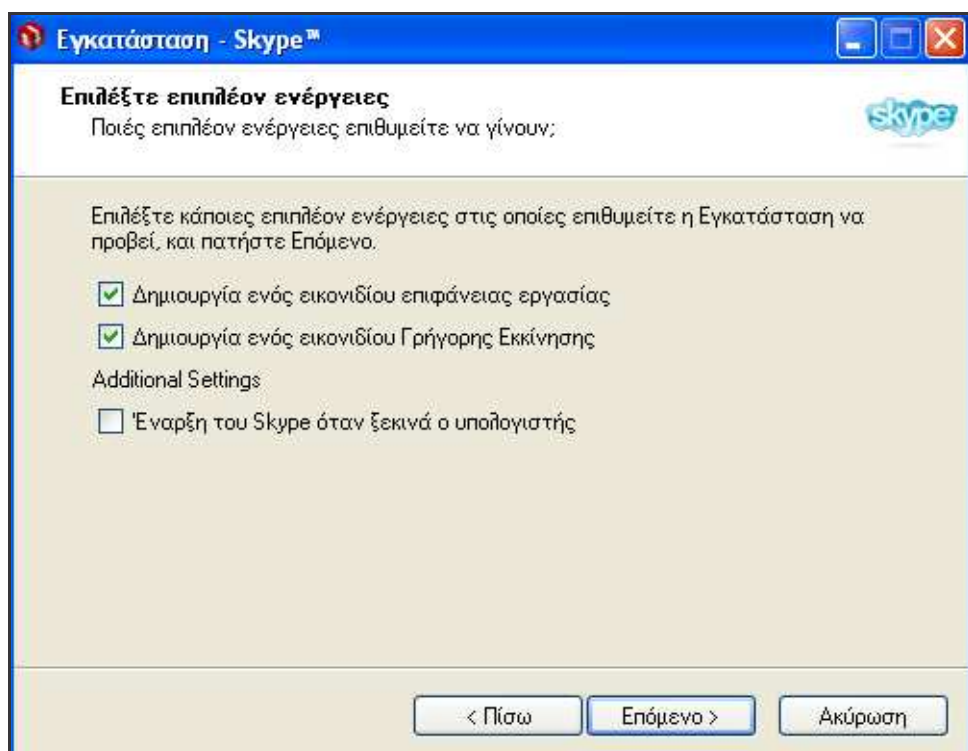 Εγκατάσταση - Skype™
Επιλέξτε επιπλέον ενέργειες
Ποιές επιπλέον ενέργειες επιθυμείτε να γίνουν;
skype
Επιλέξτε κάποιες επιπλέον ενέργειες στις οποίες επιθυμείτε η Εγκατάσταση να
προβεί, και πατήστε Επόμενο.
Δημιουργία ενός εικονιδίου επιφάνειας εργασίας
Δημιουργία ενός εικονιδίου Γρήγορης Εκκίνησης
Additional Settings
Έναρξη του Skype όταν ξεκινά ο υπολογιστής
< Πίσω
Επόμενο >
Ακύρωση